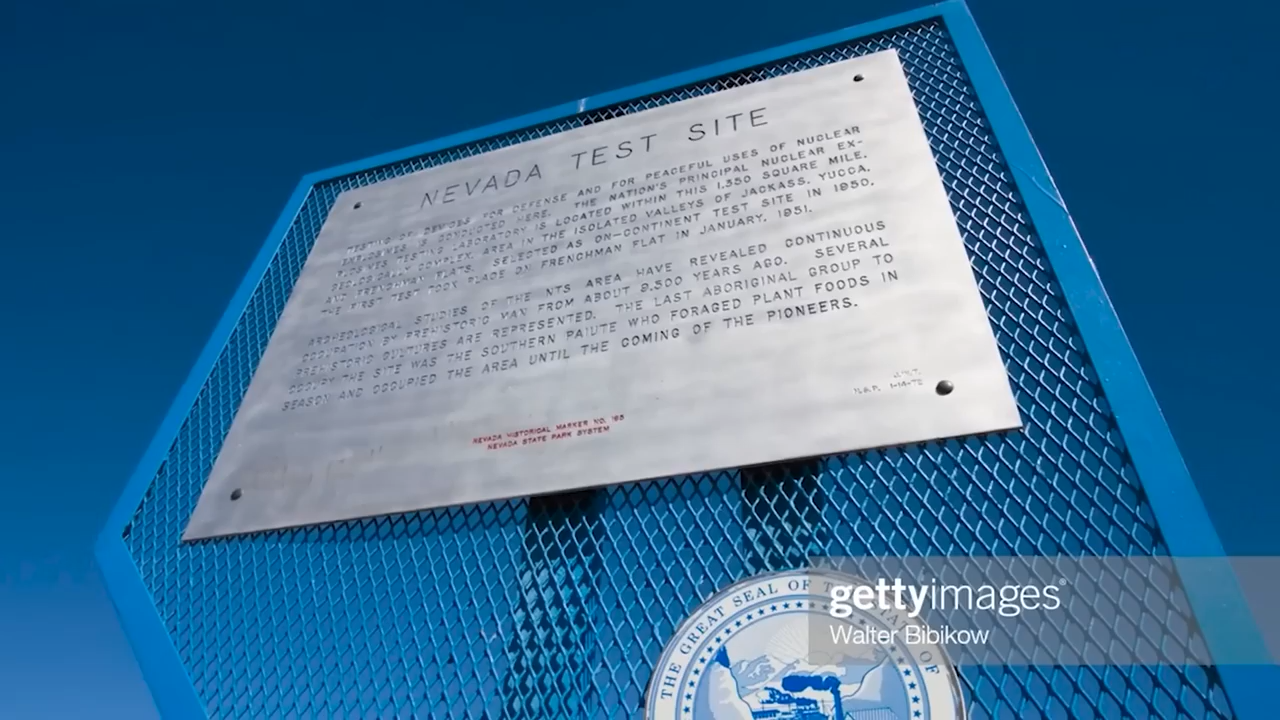 NEVADA TEST SITE
TESTING OF DEVICES FOR DEFENSE AND FOR PEACEFUL USES OF NUCLEAR
EXPLOSIVES IS CONDUCTED HERE. THE NATION'S PRINCIPAL NUCLEAR EX-
PLOSIVES TESTING LABORATORY IS LOCATED WITHIN THIS 1,350 SQUARE MILE,
GEOLOGICALLY COMPLEX, AREA IN THE ISOLATED VALLEYS OF JACKASS, YUCCA,
AND FRENCHMAN FLATS. SELECTED AS ON-CONTINENT TEST SITE IN 1950,
THE FIRST TEST TOOK PLACE ON FRENCHMAN FLAT IN JANUARY, 1951.
ARCHEOLOGICAL STUDIES OF THE NTS AREA HAVE REVEALED CONTINUOUS
OCCUPATION BY PREHISTORIC MAN FROM ABOUT 9,500 YEARS AGO. SEVERAL
PREHISTORIC CULTURES ARE REPRESENTED. THE LAST ABORIGINAL GROUP TO
OCCUPY THE SITE WAS THE SOUTHERN PAIUTE WHO FORAGED PLANT FOODS IN
SEASON AND OCCUPIED THE AREA UNTIL THE COMING OF THE PIONEERS.
NEVADA HISTORICAL MARKER NO. 165
NEVADA STATE PARK SYSTEM
THE GREAT SEAL OF OF
gettyimages
Walter Bibikow